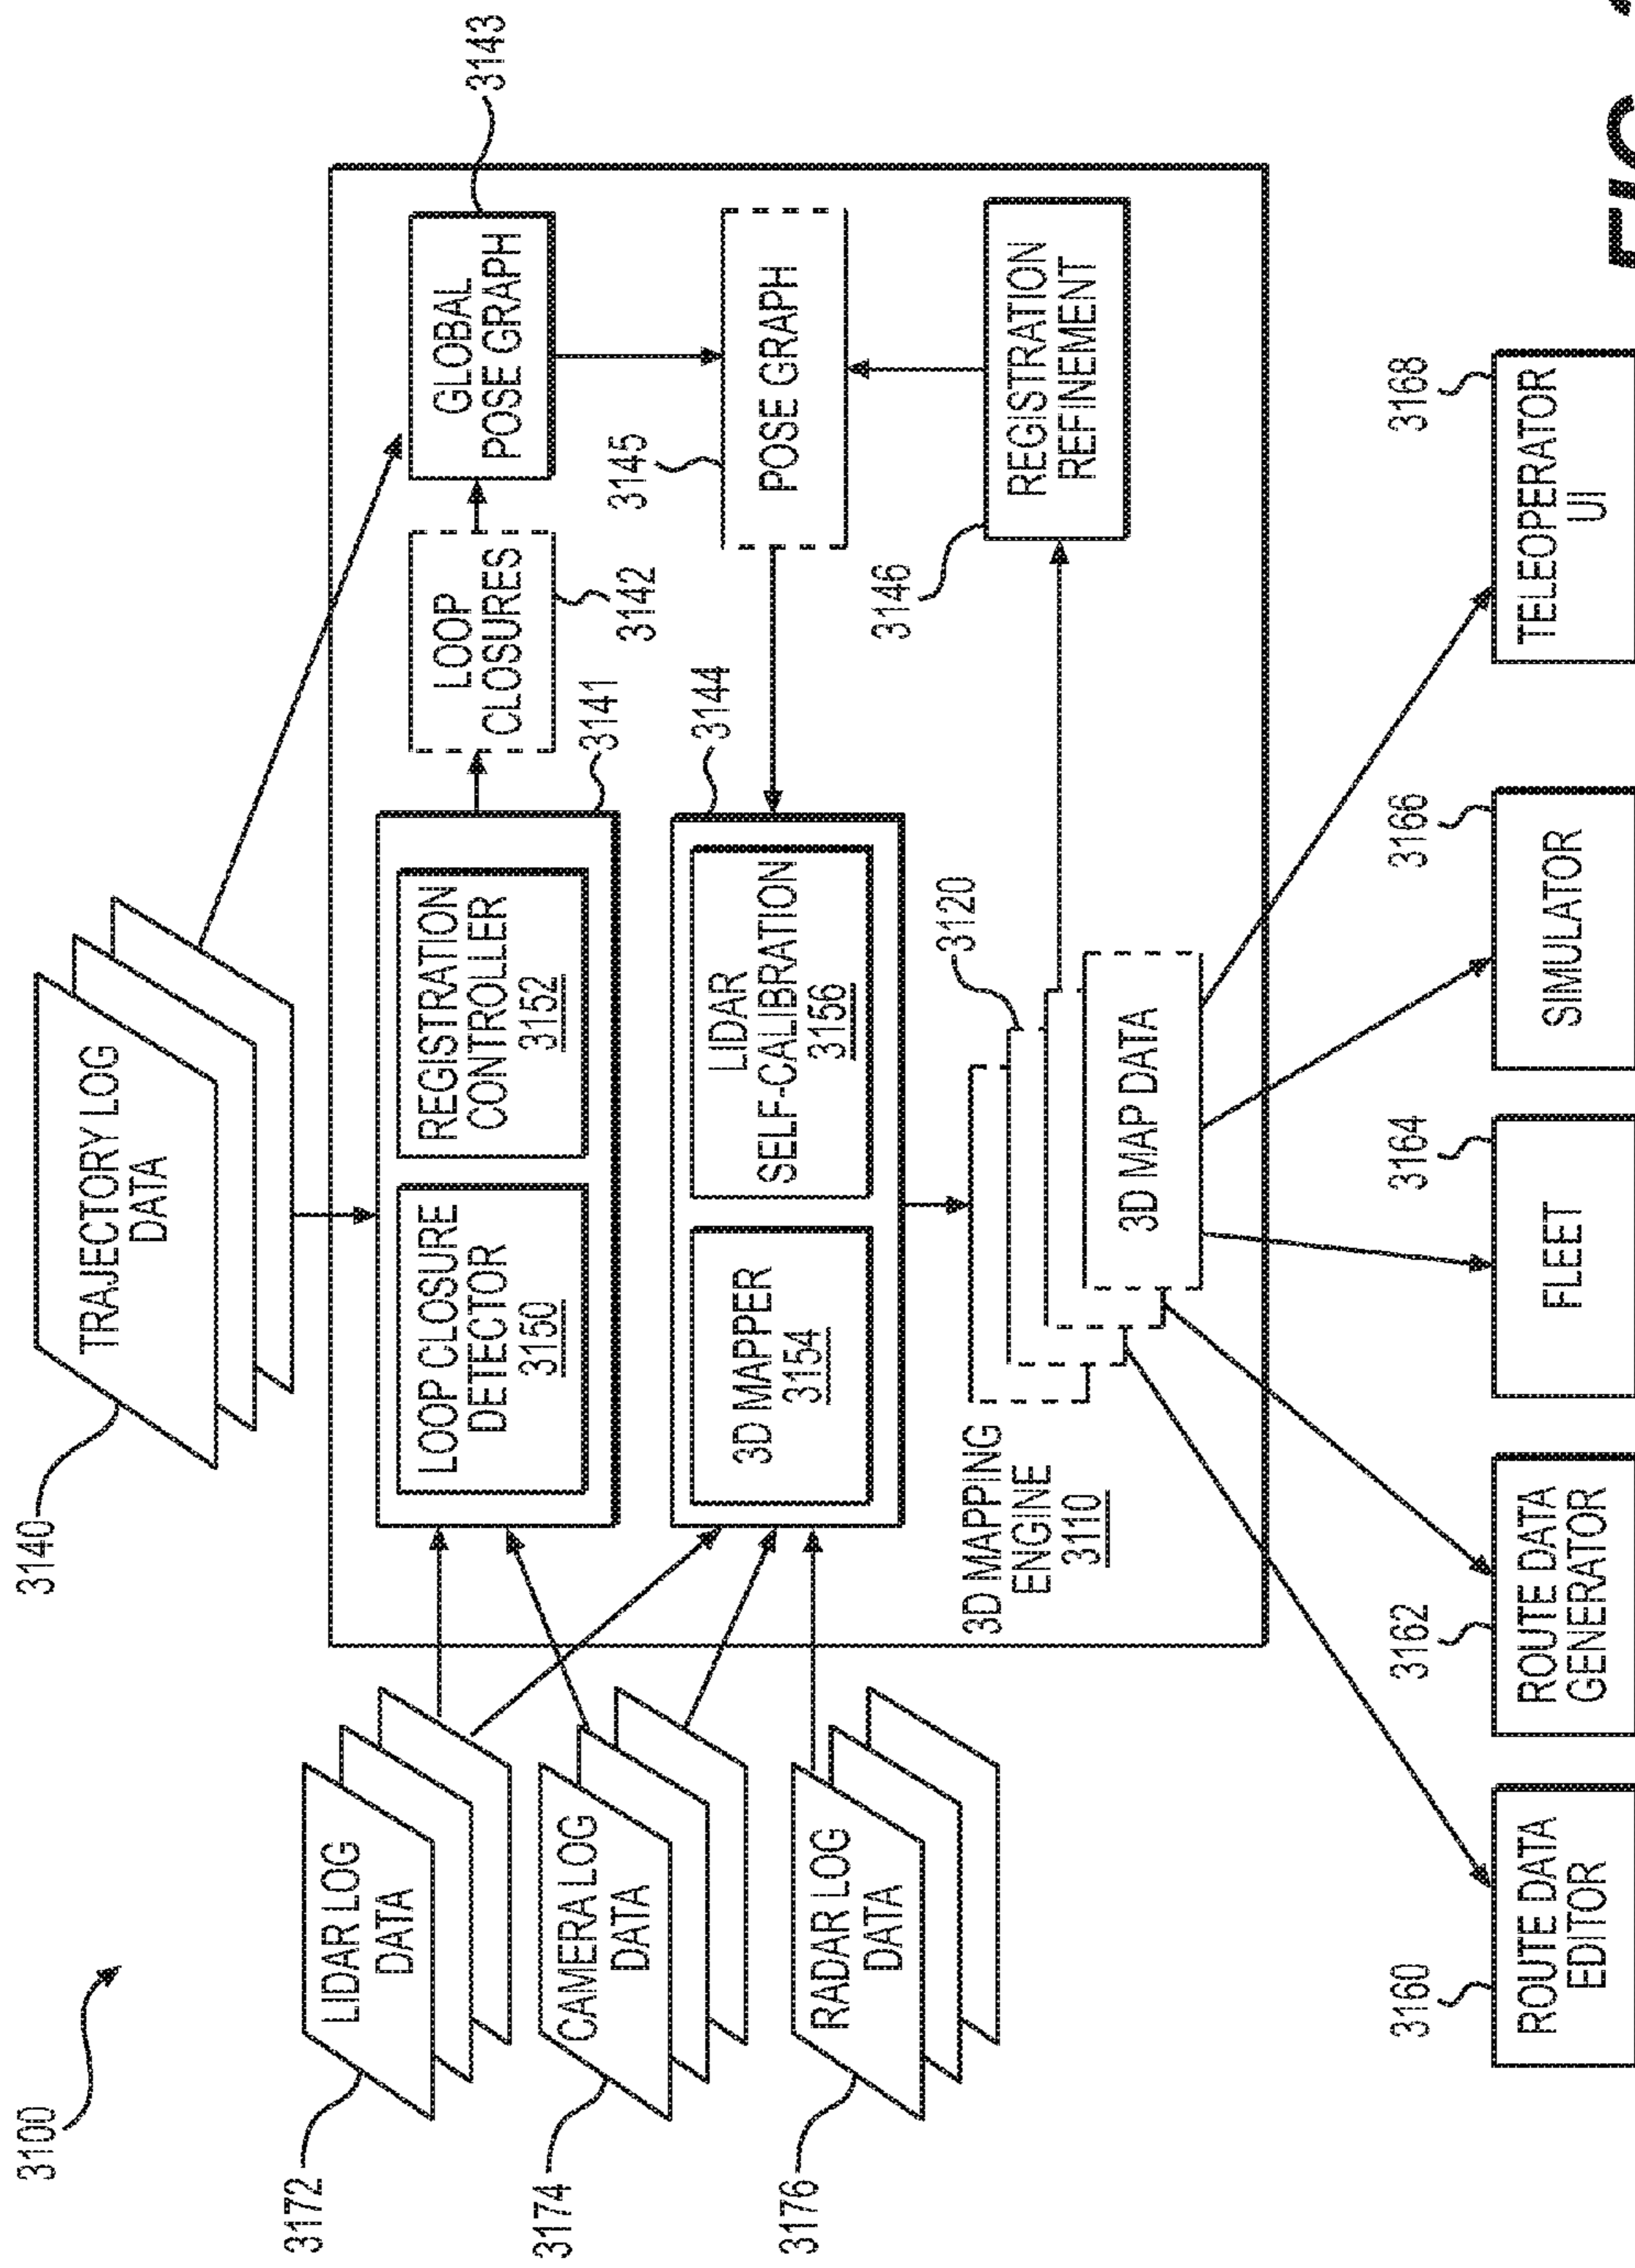 3100
3140
TRAJECTORY LOG
DATA
3172
LIDAR LOG
DATA
3174
CAMERA LOG
DATA
3176
RADAR LOG
DATA
LOOP CLOSURE
DETECTOR
3150
REGISTRATION
CONTROLLER
3152
3141
LOOP
CLOSURES
3142
GLOBAL
POSE GRAPH
3143
3D MAPPER
3154
LIDAR
SELF-CALIBRATION
3156
3144
3145
POSE GRAPH
3146
REGISTRATION
REFINEMENT
3D MAPPING
ENGINE
3110
3120
3D MAP DATA
3160
ROUTE DATA
EDITOR
3162
ROUTE DATA
GENERATOR
3164
FLEET
3166
SIMULATOR
3168
TELEOPERATOR
UI